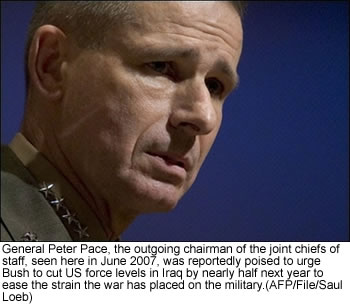 General Peter Pace, the outgoing chairman of the joint chiefs of
staff, seen here in June 2007, was reportedly poised to urge
Bush to cut US force levels in Iraq by nearly half next year to
ease the strain the war has placed on the military.(AFP/File/Saul
Loeb)